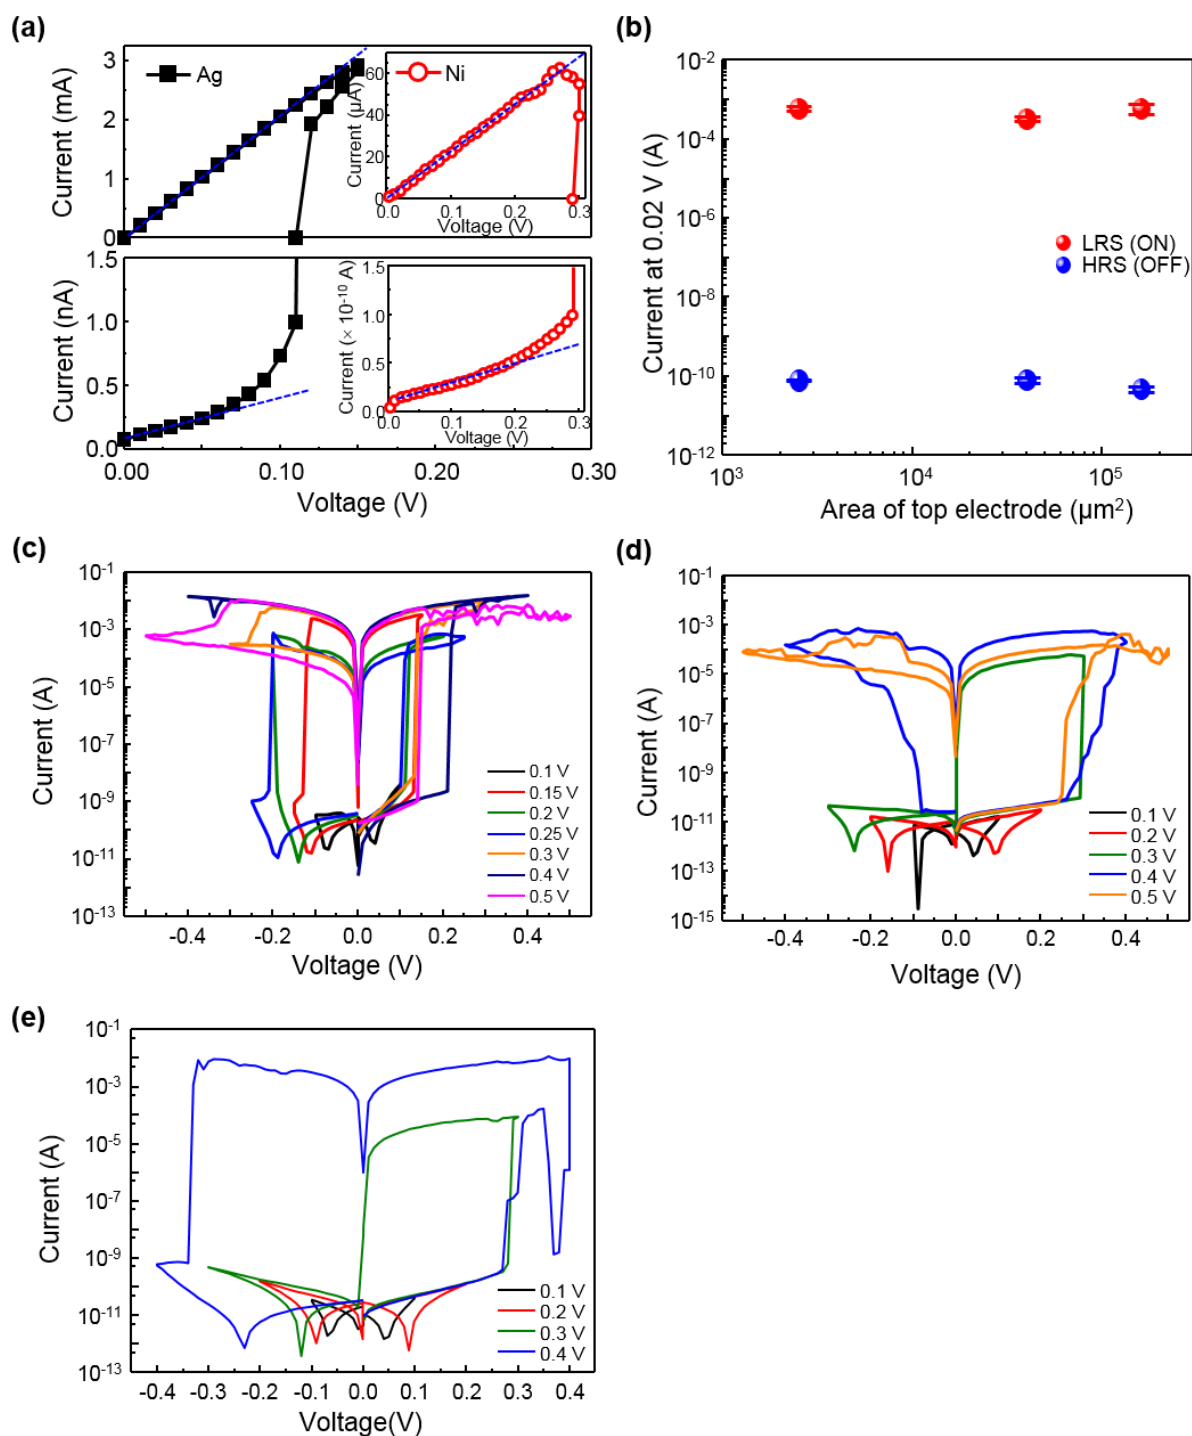 (a)
Current (mA)
3
2
1
0
Ag
Current (µA)
60
40
20
0
Ni
0.0
0.1
0.2
0.3
Voltage (V)
Current (nA)
1.5
1.0
0.5
0.0
Current (× 10-10 A)
1.5
1.0
0.5
0.0
0.0
0.1
0.2
0.3
Voltage (V)
0.00
0.10
0.20
0.30
Voltage (V)
(b)
Current at 0.02 V (A)
10-2
10-4
10-6
10-8
10-10
10-12
LRS (ON)
HRS (OFF)
103
104
105
Area of top electrode (µm2)
(c)
Current (A)
10-1
10-3
10-5
10-7
10-9
10-11
10-13
0.1 V
0.15 V
0.2 V
0.25 V
0.3 V
0.4 V
0.5 V
-0.4
-0.2
0.0
0.2
0.4
Voltage (V)
(d)
Current (A)
10-1
10-3
10-5
10-7
10-9
10-11
10-13
10-15
0.1 V
0.2 V
0.3 V
0.4 V
0.5 V
-0.4
-0.2
0.0
0.2
0.4
Voltage (V)
(e)
Current (A)
10-1
10-3
10-5
10-7
10-9
10-11
10-13
0.1 V
0.2 V
0.3 V
0.4 V
-0.4
-0.3
-0.2
-0.1
0.0
0.1
0.2
0.3
0.4
Voltage(V)